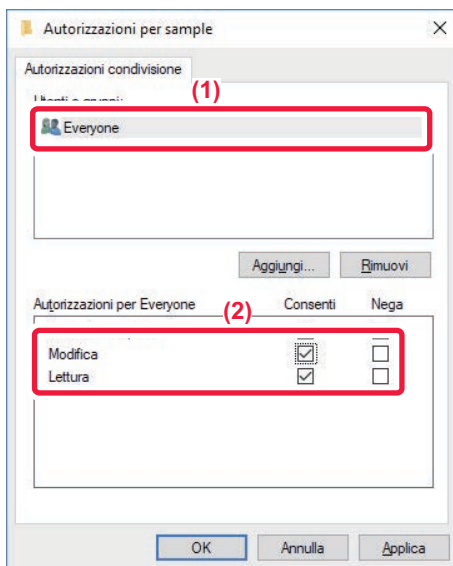 Autorizzazioni per sample
Autorizzazioni condivisione
(1)
Everyone
Aggiungi... Rimuovi
Autorizzazioni per Everyone (2) Consenti Nega
Modifica
Lettura
OK Annulla Applica